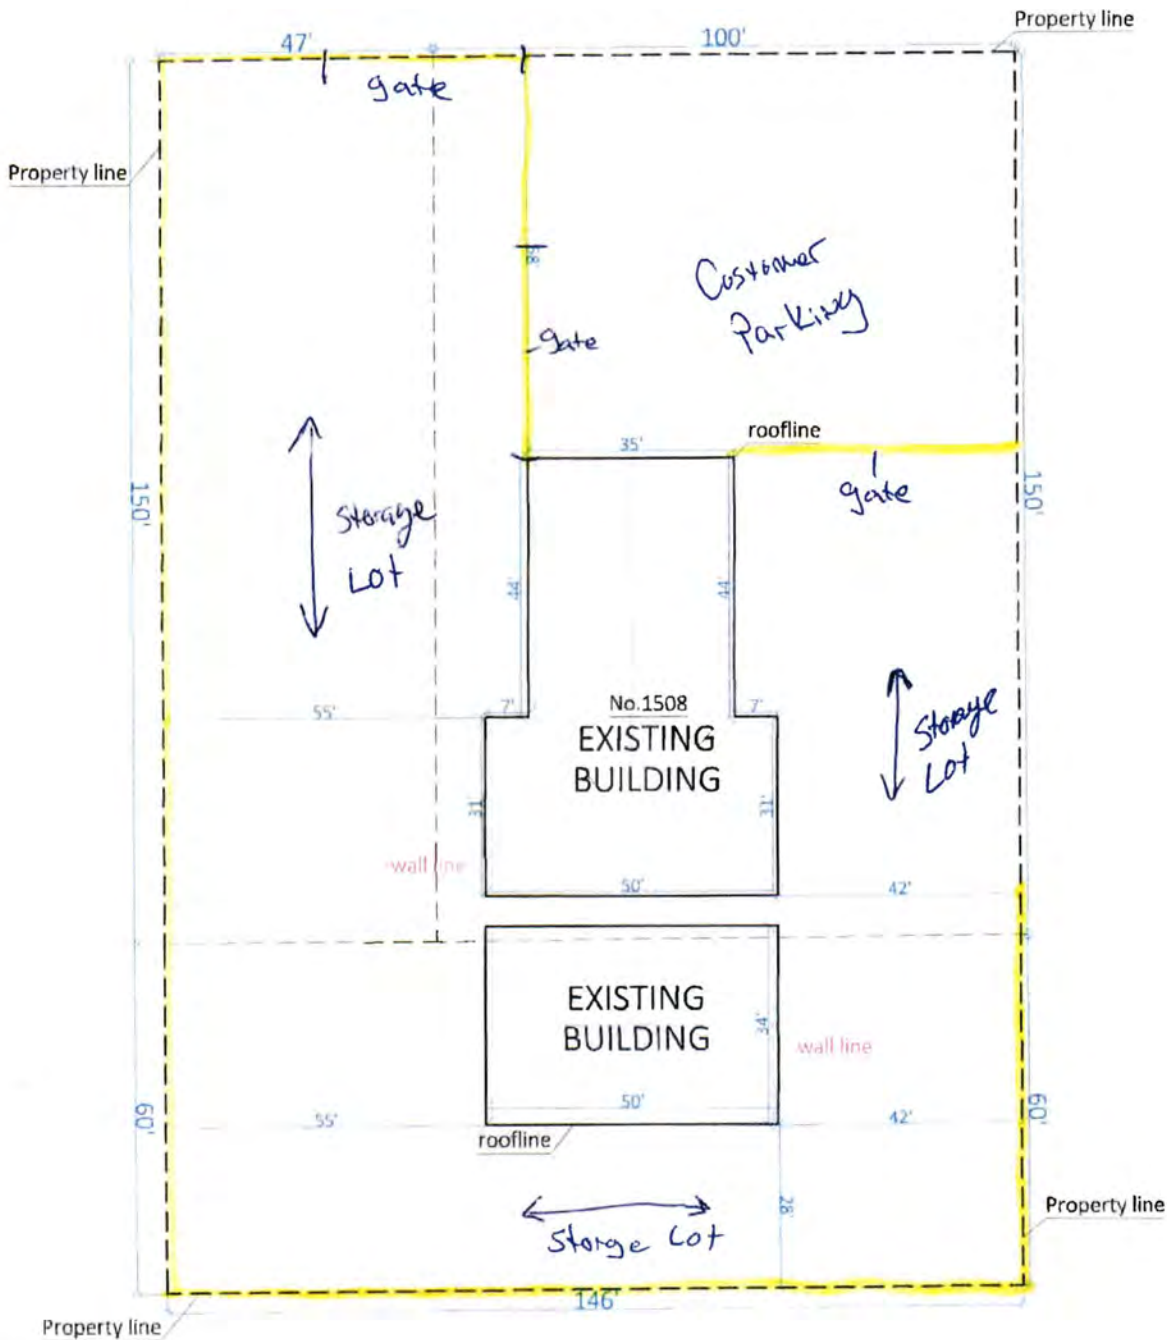 Property line
47'
100'
gate
Property line
58'
Customer
Parking
gate
35'
roofline
gate
150'
150'
Storage
Lot
44'
44'
55'
7'
No.1508
7'
EXISTING
BUILDING
Storage
Lot
31'
31'
wall line
50'
42'
EXISTING
BUILDING
34'
wall line
60'
55'
50'
42'
60'
roofline
28'
Storge Lot
Property line
146'
Property line